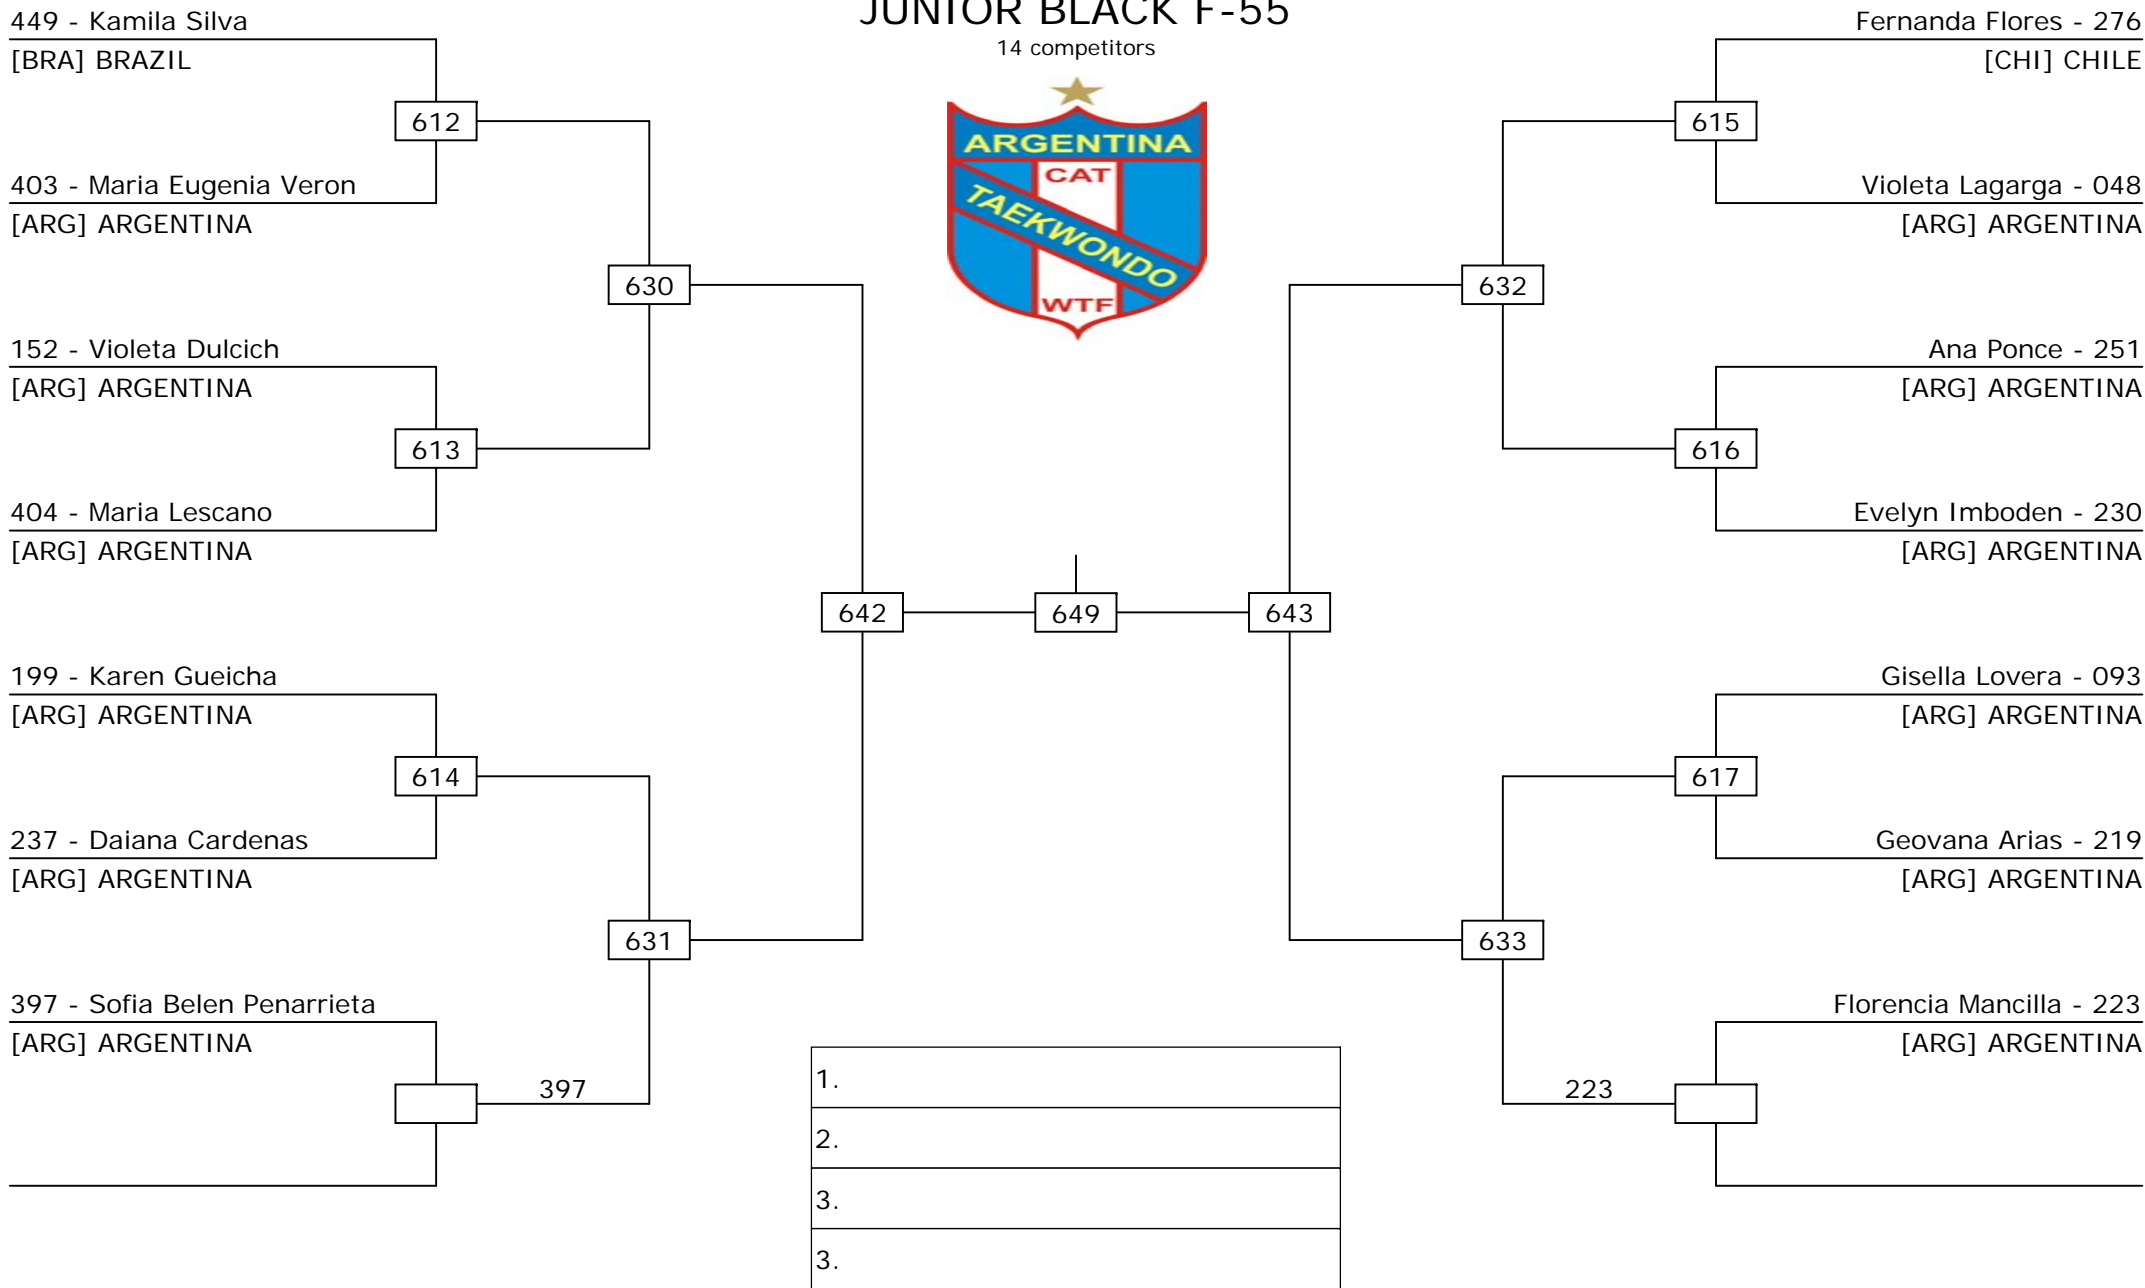 JUNIOR BLACK F-55
14 competitors
ARGENTINA
CAT
TAEKWONDO
WTF
449 - Kamila Silva
[BRA] BRAZIL
612
403 - Maria Eugenia Veron
[ARG] ARGENTINA
630
152 - Violeta Dulcich
[ARG] ARGENTINA
613
404 - Maria Lescano
[ARG] ARGENTINA
642
199 - Karen Gueicha
[ARG] ARGENTINA
614
237 - Daiana Cardenas
[ARG] ARGENTINA
631
397 - Sofia Belen Penarrieta
[ARG] ARGENTINA
397
649
Fernanda Flores - 276
[CHI] CHILE
615
Violeta Lagarga - 048
[ARG] ARGENTINA
632
Ana Ponce - 251
[ARG] ARGENTINA
616
Evelyn Imboden - 230
[ARG] ARGENTINA
643
Gisella Lovera - 093
[ARG] ARGENTINA
617
Geovana Arias - 219
[ARG] ARGENTINA
633
Florencia Mancilla - 223
[ARG] ARGENTINA
223
1.
2.
3.
3.